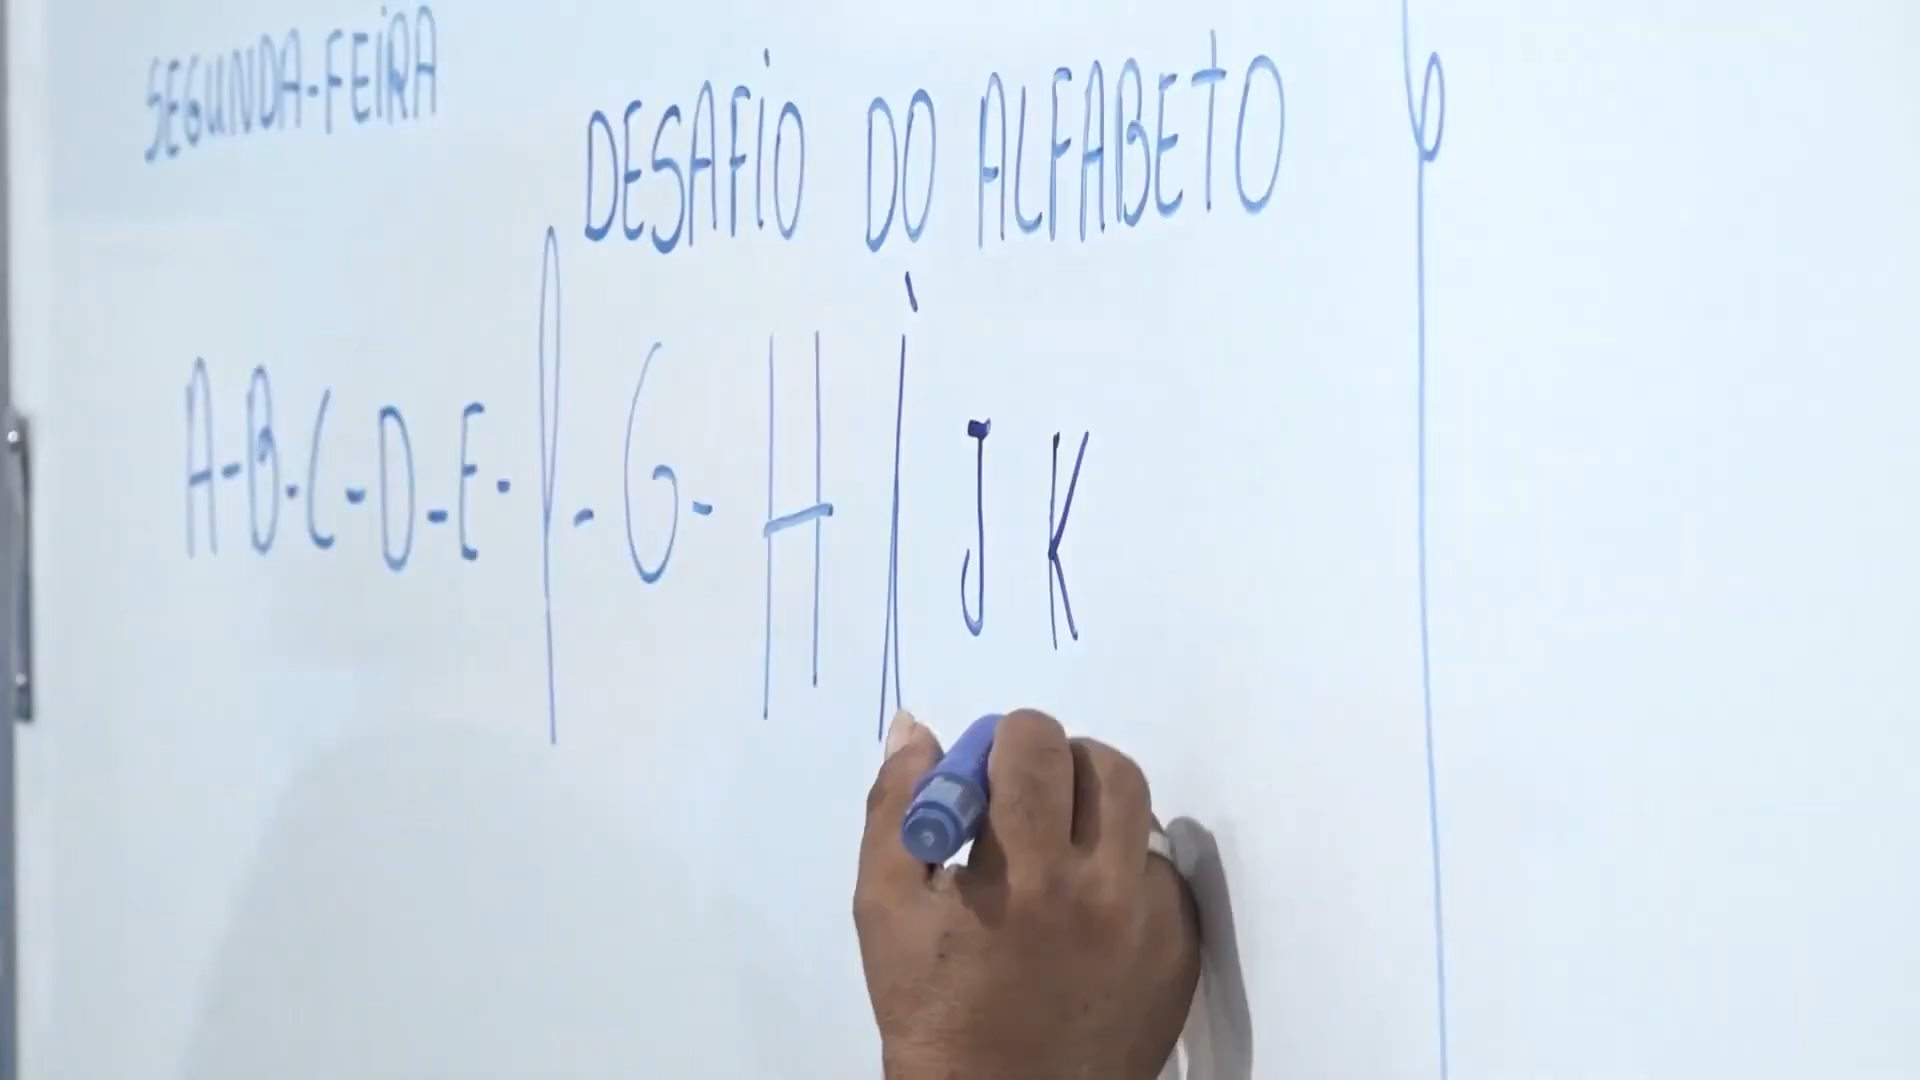 SEGUNDA-FEiRA
DESAFiO DO ALFABETO
A-B-C-D-E-f-G-H i J K